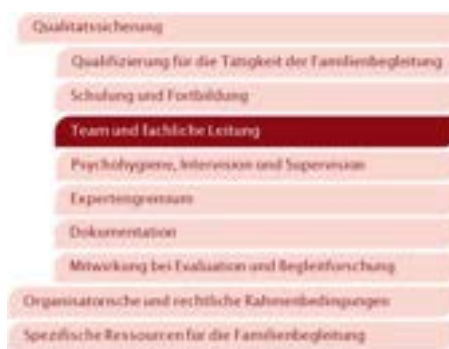 Qualitätssicherung
Qualifizierung für die Tätigkeit der Familienbegleitung
Schulung und Fortbildung
Team und fachliche Leitung
Psychohygiene, Intervision und Supervision
Expertengremium
Dokumentation
Mitwirkung bei Evaluation und Begleitforschung
Organisatorische und rechtliche Rahmenbedingungen
Spezifische Ressourcen für die Familienbegleitung